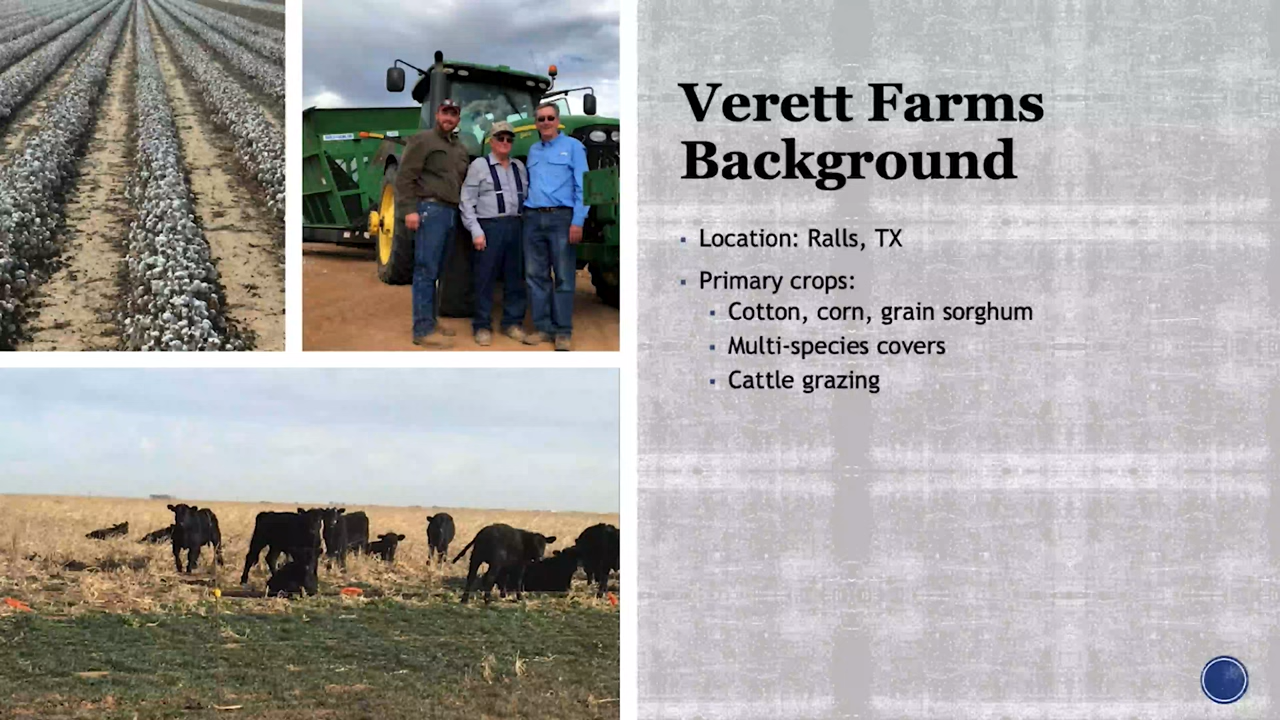 Verett Farms
Background
Location: Ralls, TX
Primary crops:
Cotton, corn, grain sorghum
Multi-species covers
Cattle grazing